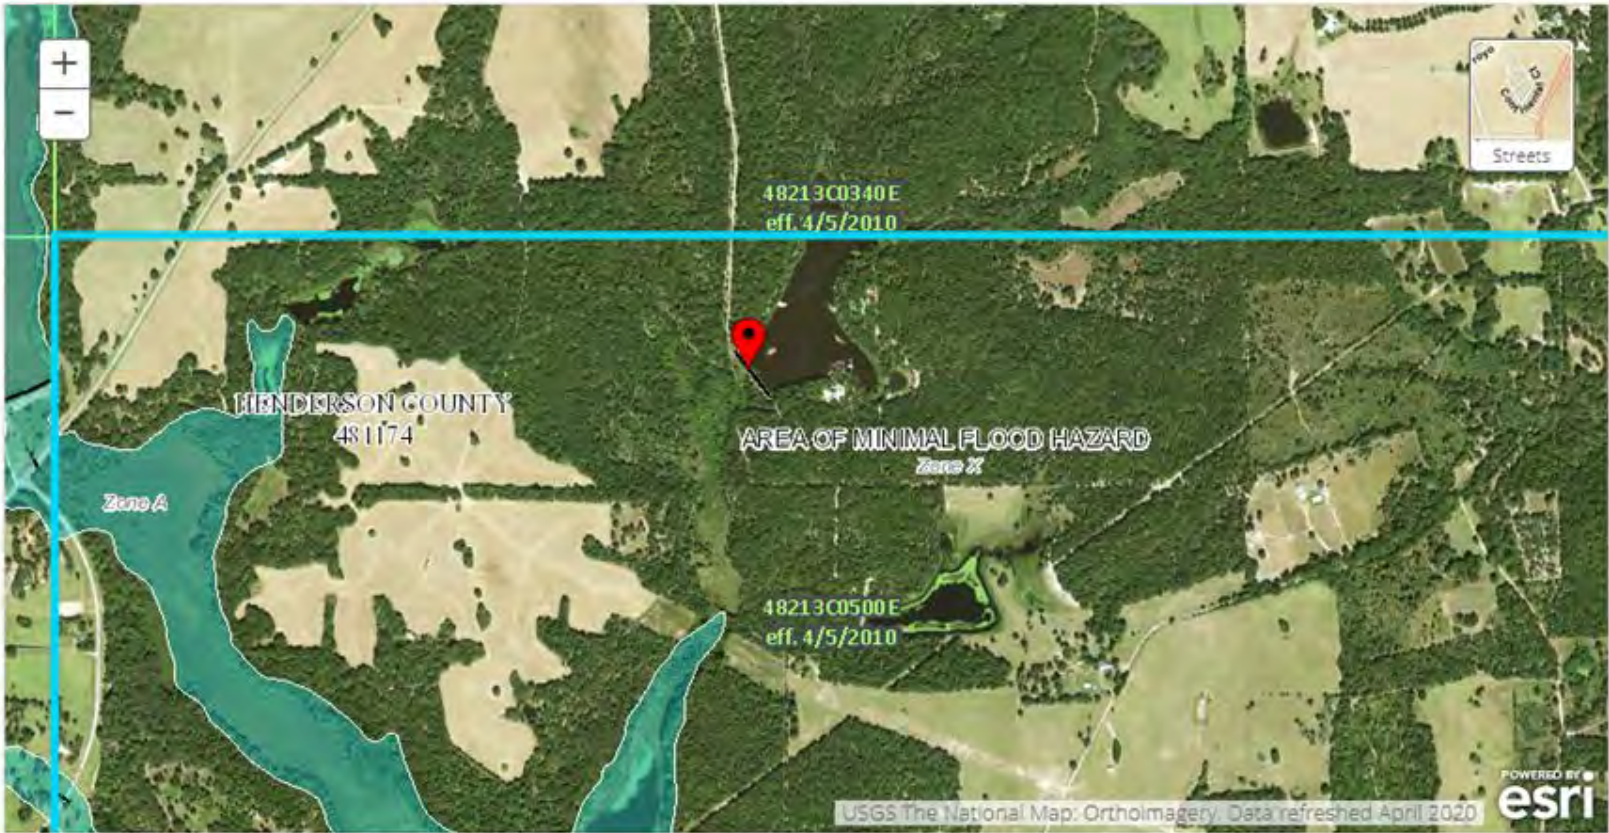 +
−
Streets
48213C0340E
eff. 4/5/2010
HENDERSON COUNTY
481174
AREA OF MINIMAL FLOOD HAZARD
Zone X
Zone A
48213C0500E
eff. 4/5/2010
POWERED BY
esri
USGS The National Map: Orthoimagery. Data refreshed April 2020